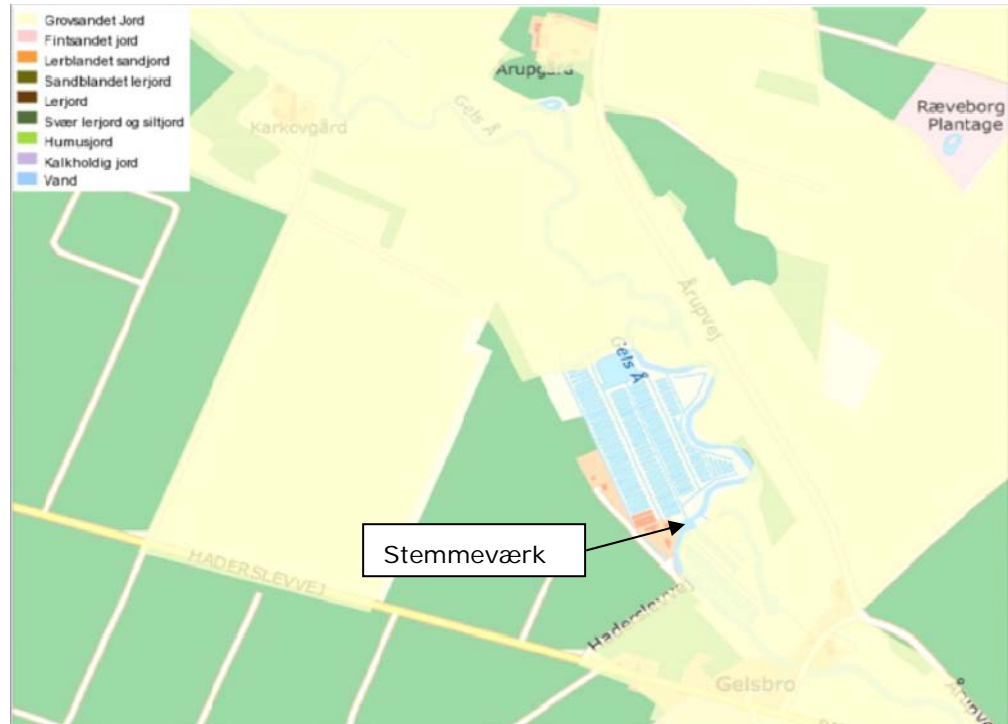 Grovsandet Jord
Fintsandet jord
Lerblandet sandjord
Sandblandet lerjord
Lerjord
Svær lerjord og siltjord
Humusjord
Kalkholdig jord
Vand
Arupgård
Karkovgård
Gels Å
Ræveborg
Plantage
Årupvej
Gels Å
Stemmeværk
HADERSLEVVEJ
Haderslevvej
Gelsbro